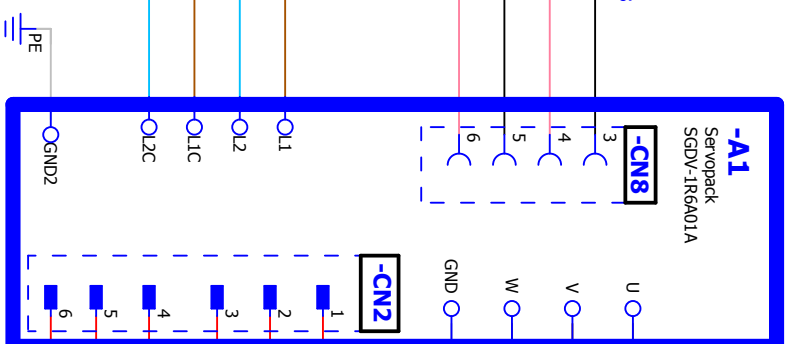 PE
GND2
L2C
L1C
L2
L1
6
5
4
3
-CN8
-A1
Servopack
SGDV-1R6A01A
6
5
4
3
2
1
-CN2
GND
W
V
U